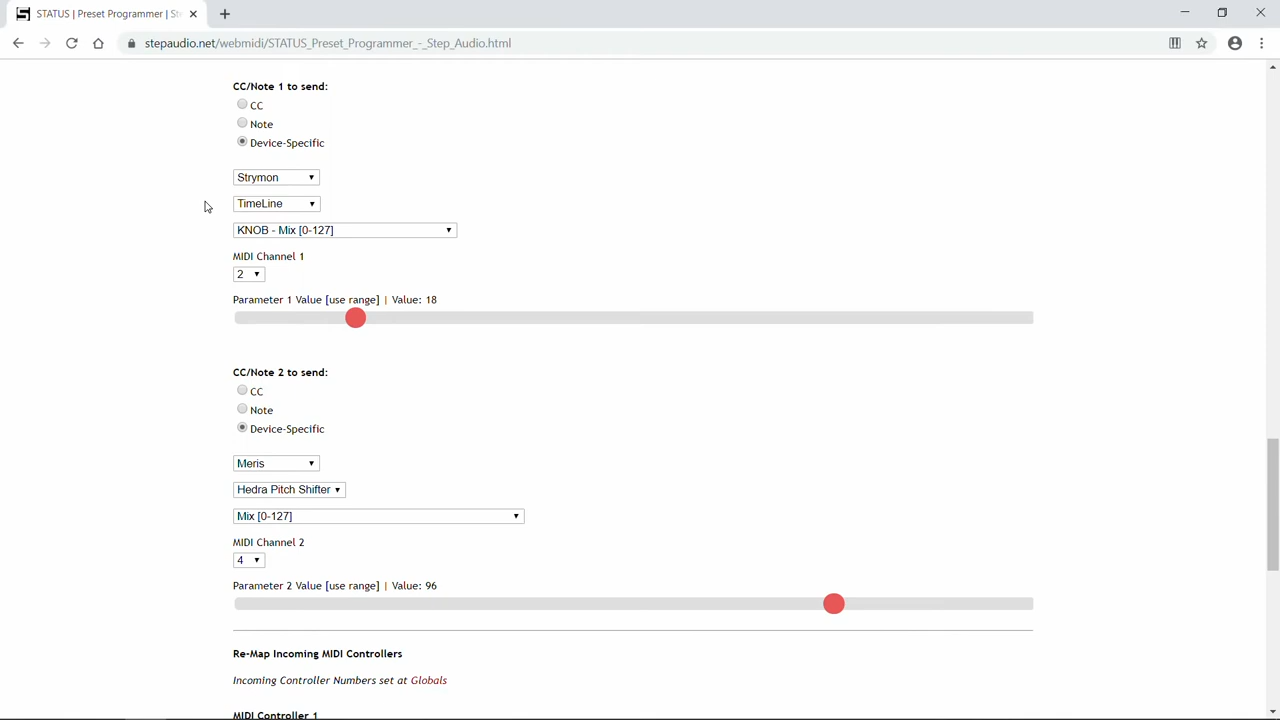 STATUS | Preset Programmer | St
stepaudio.net/webmidi/STATUS_Preset_Programmer_-_Step_Audio.html
CC/Note 1 to send:
CC
Note
Device-Specific
Strymon
TimeLine
KNOB - Mix [0-127]
MIDI Channel 1
2
Parameter 1 Value [use range] | Value: 18
CC/Note 2 to send:
CC
Note
Device-Specific
Meris
Hedra Pitch Shifter
Mix [0-127]
MIDI Channel 2
4
Parameter 2 Value [use range] | Value: 96
Re-Map Incoming MIDI Controllers
Incoming Controller Numbers set at Globals
MIDI Controller 1